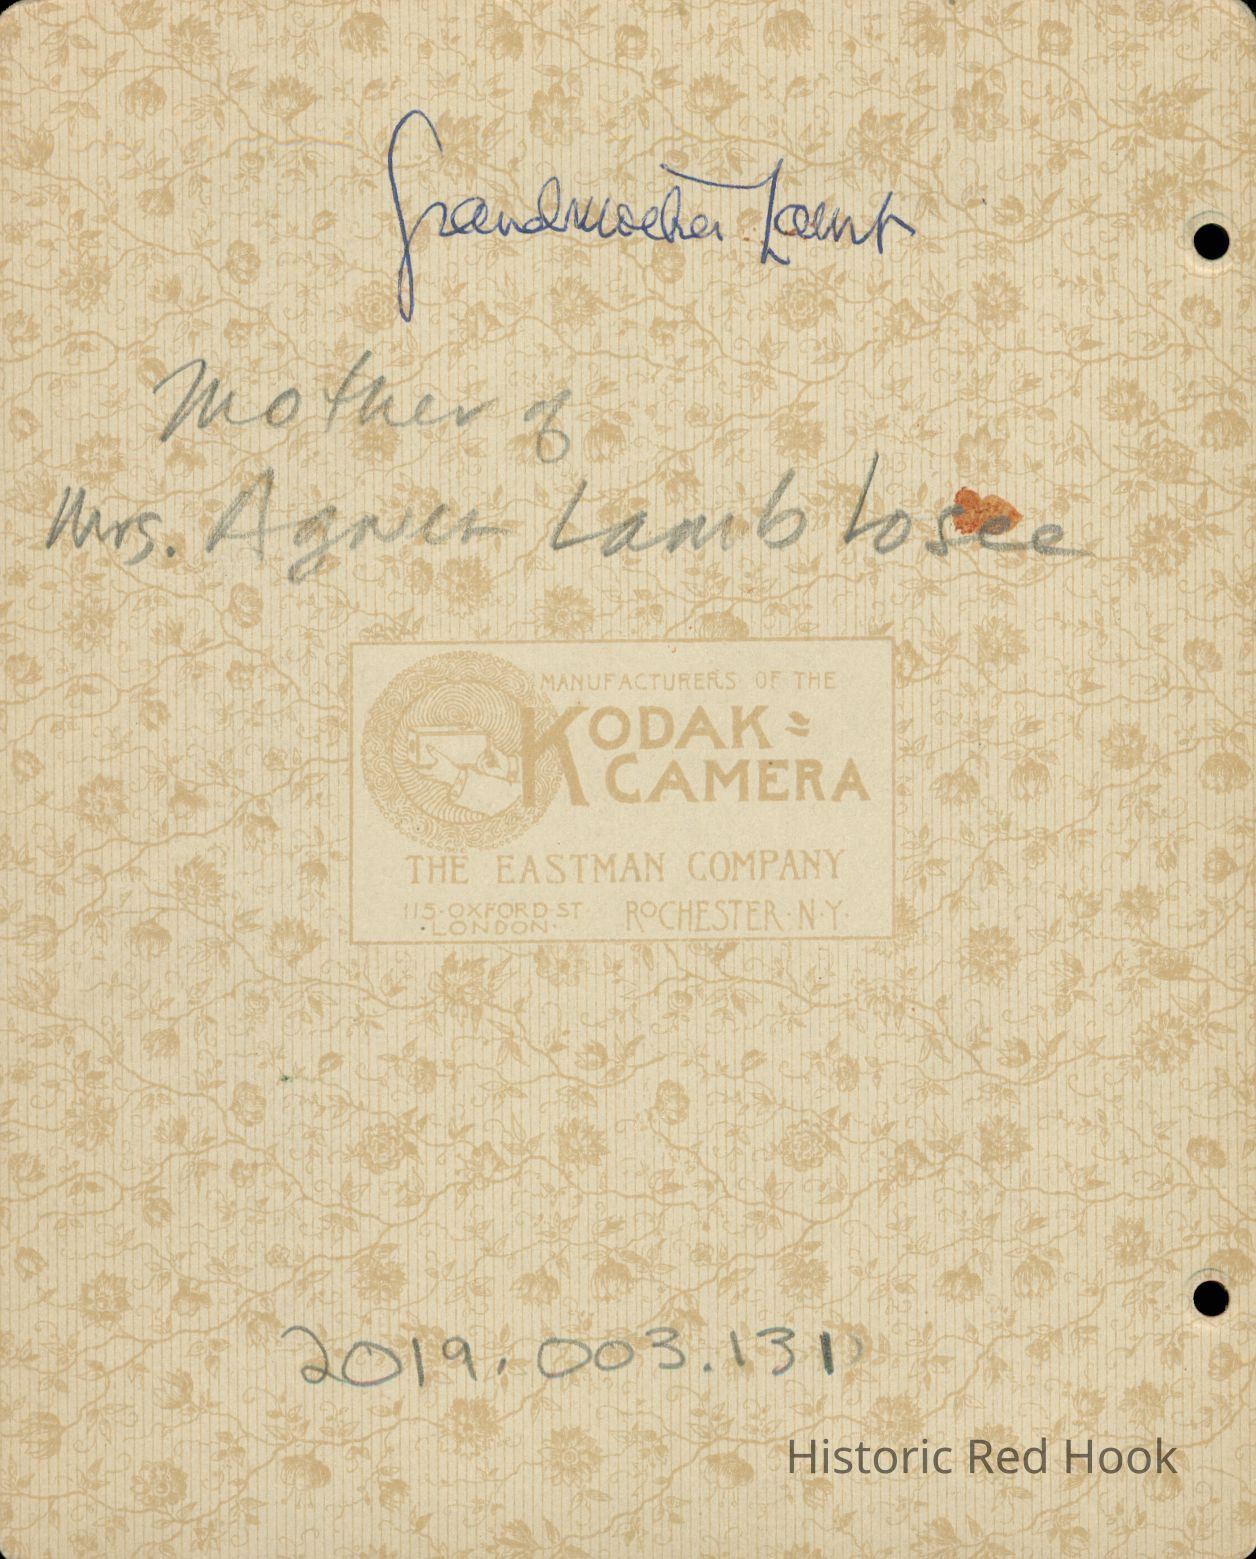 Grandmother Lamb
Mother of
Mrs. Agnes Lamb Losee
MANUFACTURERS OF THE
KODAK
CAMERA
THE EASTMAN COMPANY
115·OXFORD·ST ROCHESTER·N·Y·
·LONDON·
2019.003.131
Historic Red Hook